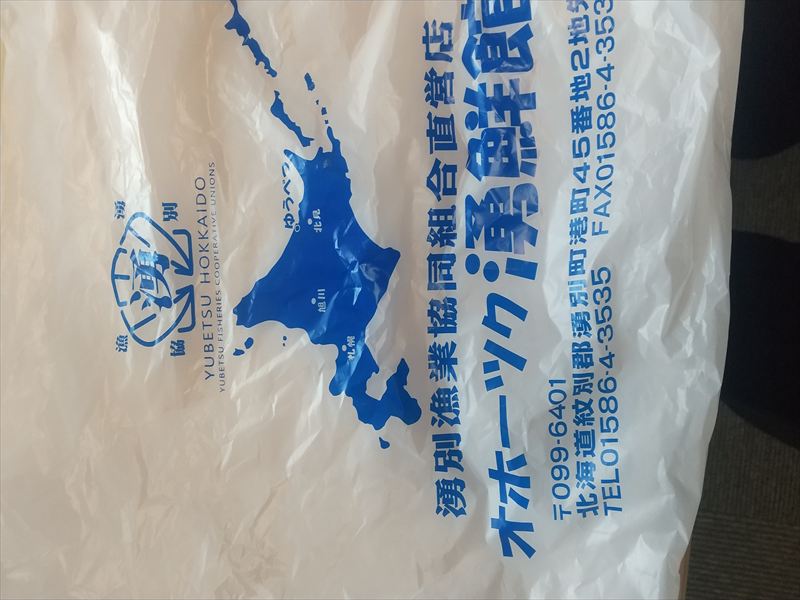 湧別
湧
漁協
YUBETSU HOKKAIDO
YUBETSU FISHERIES COOPERATIVE UNIONS
ゆうべつ
北見
旭川
札幌
湧別漁業協同組合直営店
オホーツク湧鮮館
〒099-6401
北海道紋別郡湧別町港町45番地2地先
TEL01586-4-3535 FAX01586-4-353